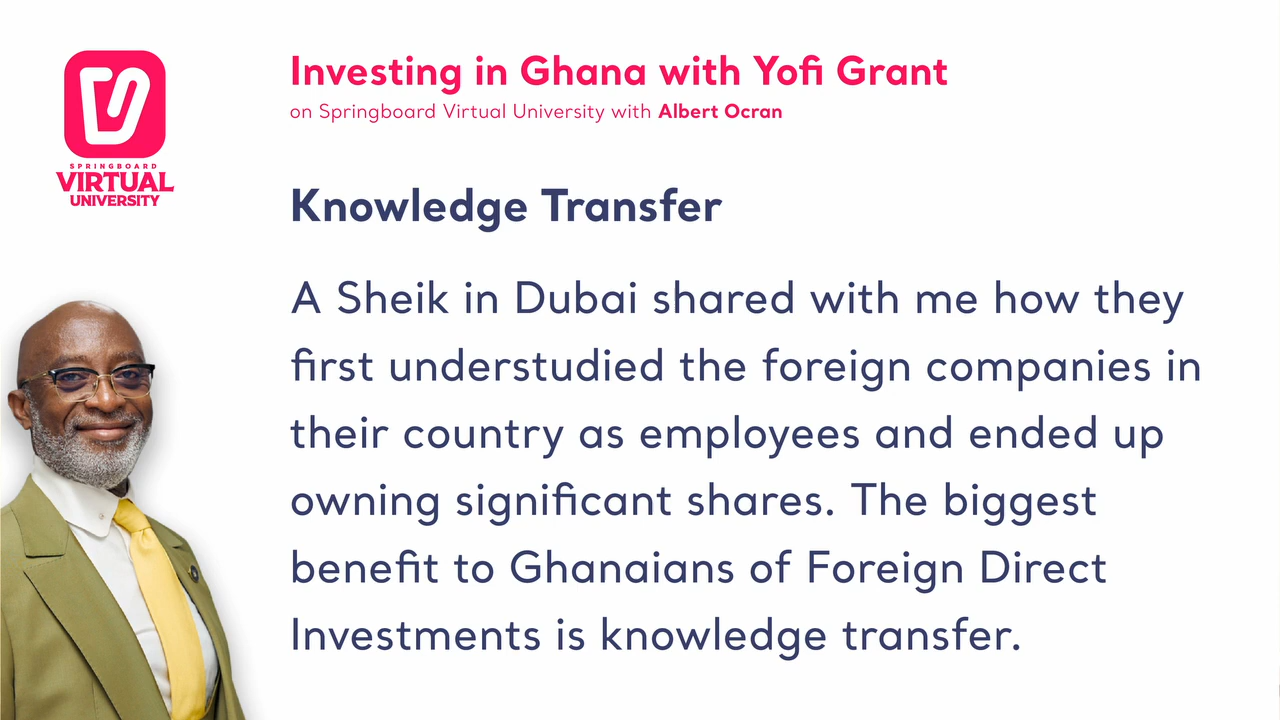 SPRINGBOARD
VIRTUAL
UNIVERSITY
Investing in Ghana with Yofi Grant
on Springboard Virtual University with Albert Ocran
Knowledge Transfer
A Sheik in Dubai shared with me how they
first understudied the foreign companies in
their country as employees and ended up
owning significant shares. The biggest
benefit to Ghanaians of Foreign Direct
Investments is knowledge transfer.